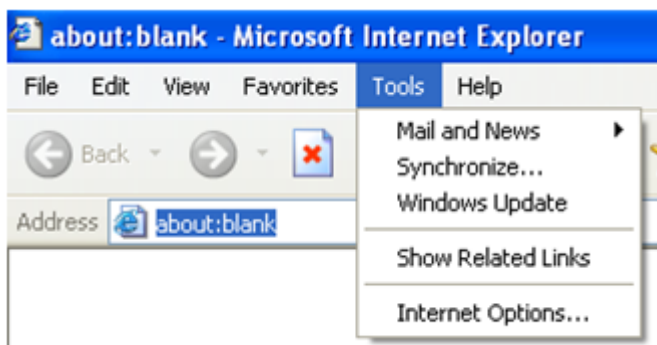 about:blank - Microsoft Internet Explorer
File Edit View Favorites Tools Help
Back
Mail and News
Synchronize...
Windows Update
Address about:blank
Show Related Links
Internet Options...